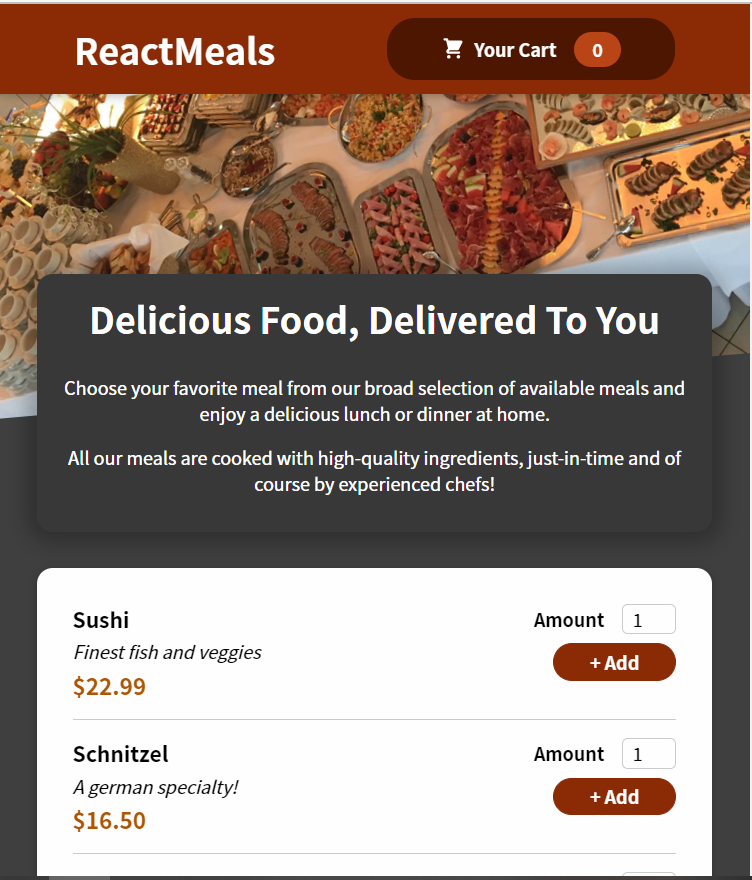 ReactMeals
Your Cart 0
Delicious Food, Delivered To You
Choose your favorite meal from our broad selection of available meals and
enjoy a delicious lunch or dinner at home.
All our meals are cooked with high-quality ingredients, just-in-time and of
course by experienced chefs!
Sushi
Amount 1
Finest fish and veggies
+ Add
$22.99
Schnitzel
Amount 1
A german specialty!
+ Add
$16.50